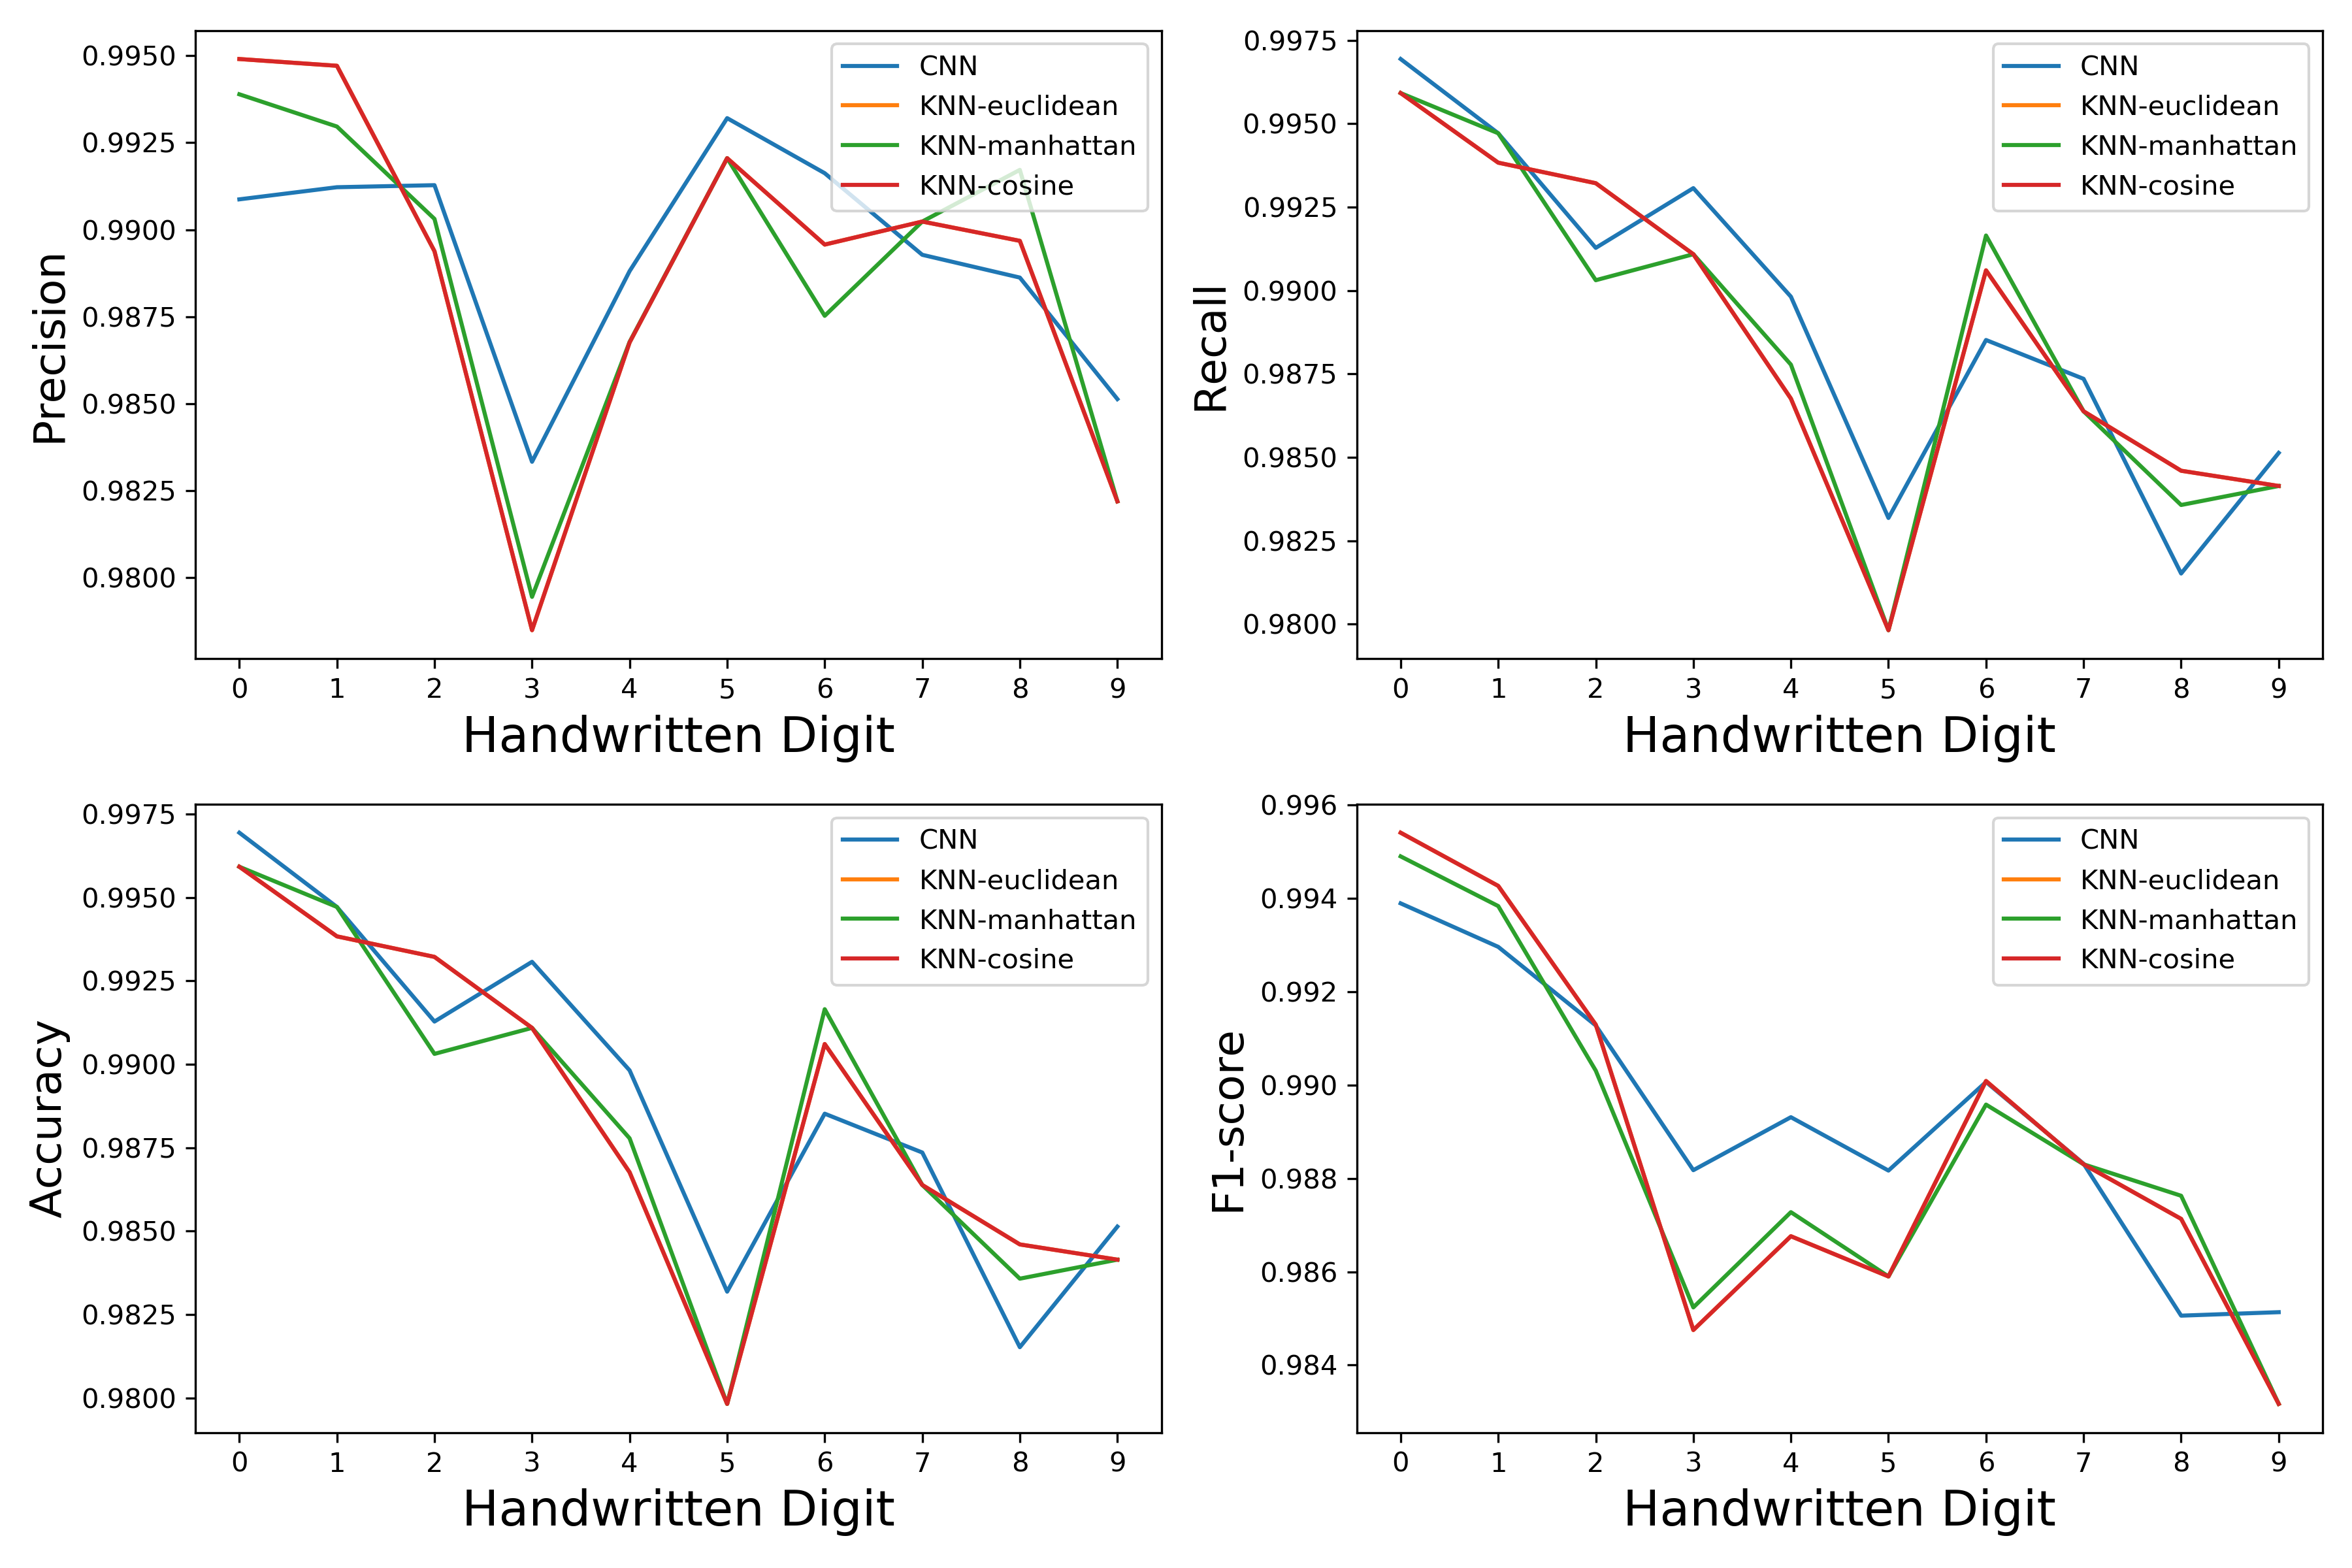 Precision
0.9950
0.9925
0.9900
0.9875
0.9850
0.9825
0.9800
CNN
KNN-euclidean
KNN-manhattan
KNN-cosine
0 1 2 3 4 5 6 7 8 9
Handwritten Digit
Recall
0.9975
0.9950
0.9925
0.9900
0.9875
0.9850
0.9825
0.9800
CNN
KNN-euclidean
KNN-manhattan
KNN-cosine
0 1 2 3 4 5 6 7 8 9
Handwritten Digit
Accuracy
0.9975
0.9950
0.9925
0.9900
0.9875
0.9850
0.9825
0.9800
CNN
KNN-euclidean
KNN-manhattan
KNN-cosine
0 1 2 3 4 5 6 7 8 9
Handwritten Digit
F1-score
0.996
0.994
0.992
0.990
0.988
0.986
0.984
CNN
KNN-euclidean
KNN-manhattan
KNN-cosine
0 1 2 3 4 5 6 7 8 9
Handwritten Digit